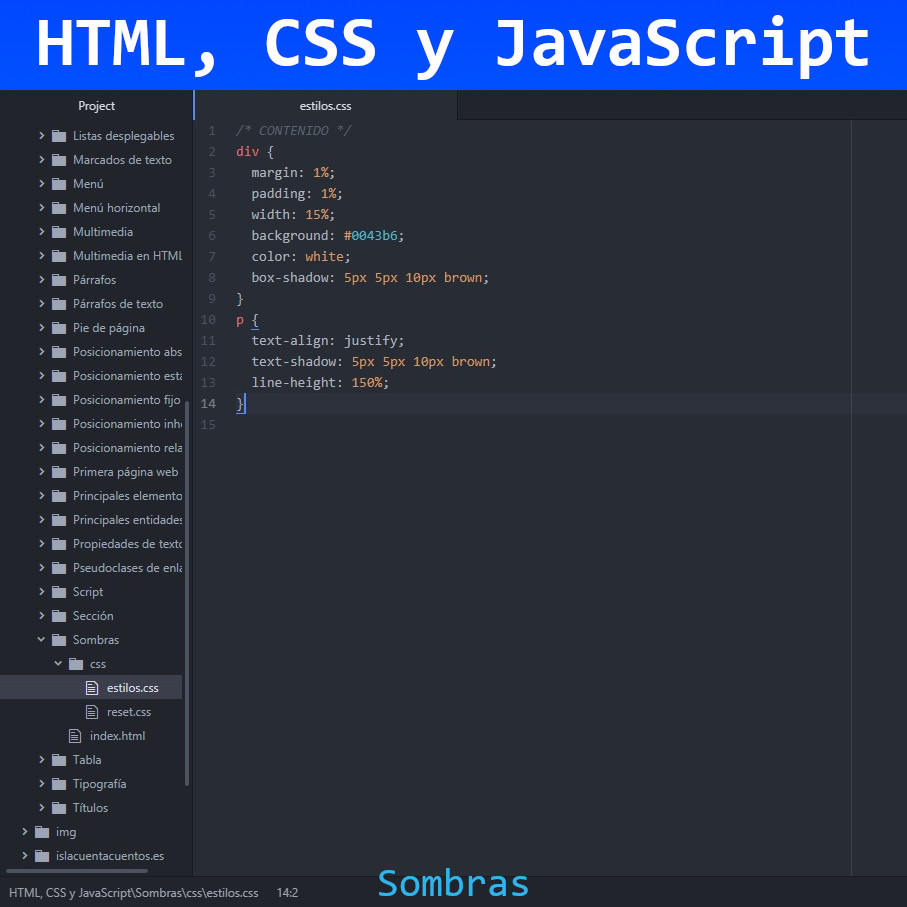 HTML, CSS y JavaScript
Project
Listas desplegables
Marcados de texto
Menú
Menú horizontal
Multimedia
Multimedia en HTML
Párrafos
Párrafos de texto
Pie de página
Posicionamiento abs
Posicionamiento está
Posicionamiento fijo
Posicionamiento inh
Posicionamiento rela
Primera página web
Principales elemento
Principales entidades
Propiedades de texto
Pseudoclases de enla
Script
Sección
Sombras
css
estilos.css
reset.css
index.html
Tabla
Tipografía
Títulos
img
islacuentacuentos.es
estilos.css
1 /* CONTENIDO */
2 div {
3 margin: 1%;
4 padding: 1%;
5 width: 15%;
6 background: #0043b6;
7 color: white;
8 box-shadow: 5px 5px 10px brown;
9 }
10 p {
11 text-align: justify;
12 text-shadow: 5px 5px 10px brown;
13 line-height: 150%;
14 }
15
HTML, CSS y JavaScript\Sombras\css\estilos.css 14:2
Sombras